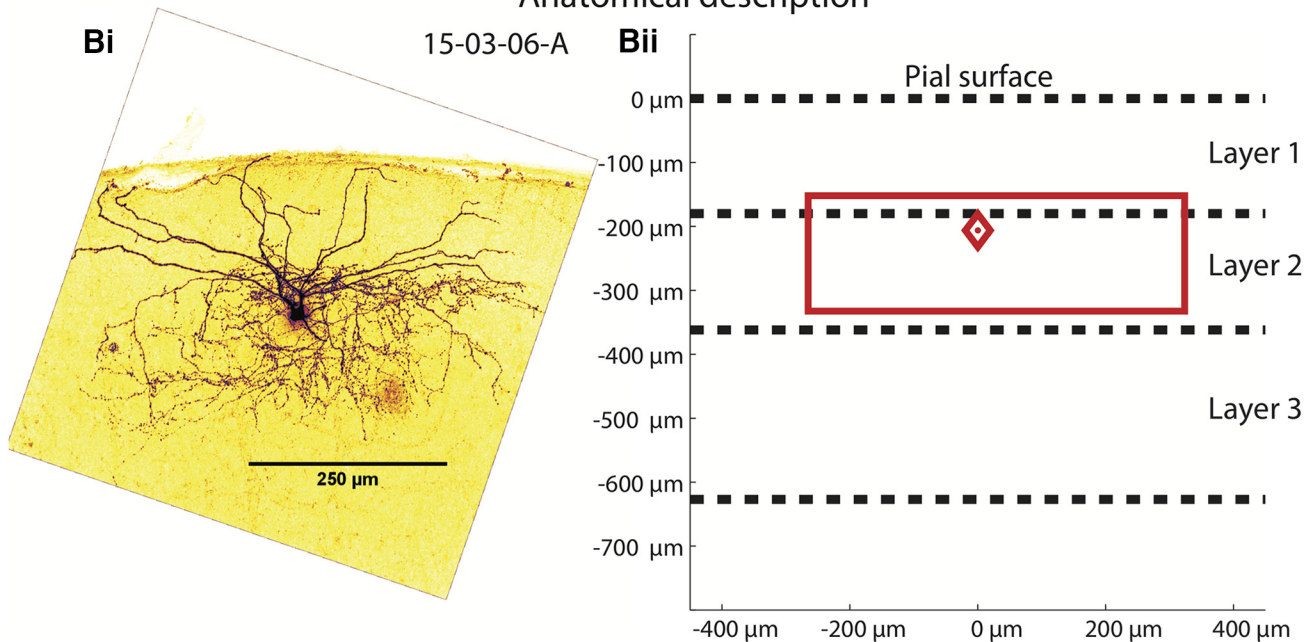 Anatomical description
Bi
15-03-06-A
250 µm
Bii
Pial surface
0 µm
-100 µm
Layer 1
-200 µm
Layer 2
-300 µm
-400 µm
Layer 3
-500 µm
-600 µm
-700 µm
-400 µm -200 µm 0 µm 200 µm 400 µm